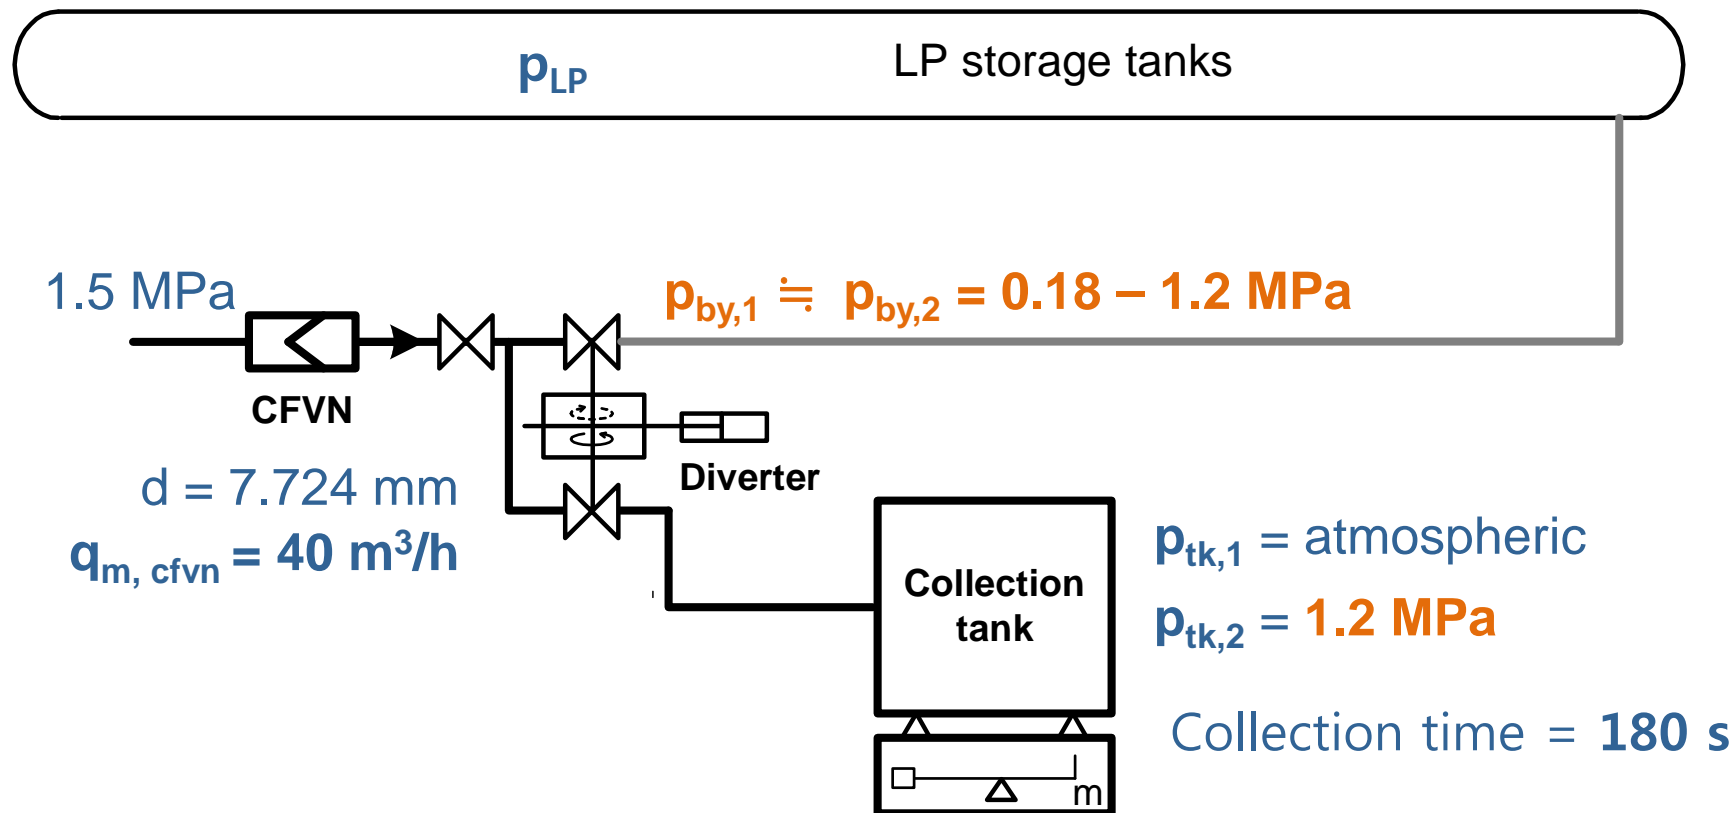 p_LP LP storage tanks
1.5 MPa
p_by,1 ≒ p_by,2 = 0.18 – 1.2 MPa
CFVN
Diverter
d = 7.724 mm
q_m, cfvn = 40 m³/h
Collection
tank
p_tk,1 = atmospheric
p_tk,2 = 1.2 MPa
Collection time = 180 s
m